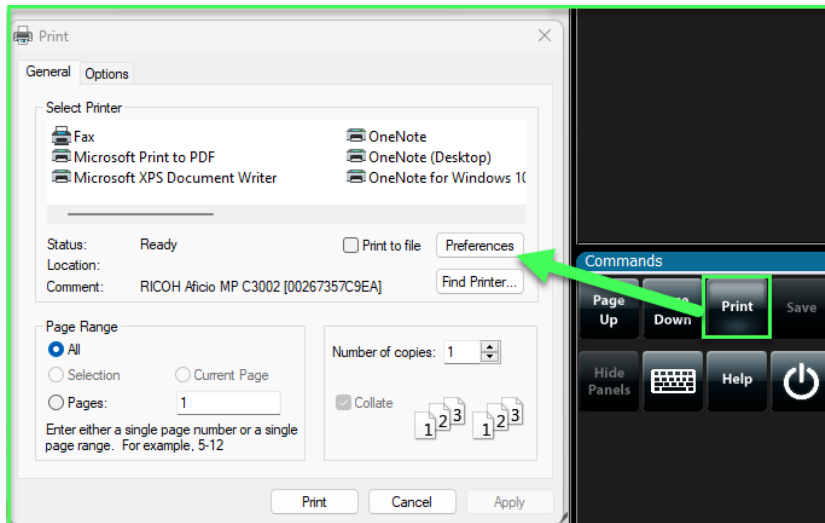 Print
General Options
Select Printer
Fax
OneNote
Microsoft Print to PDF
OneNote (Desktop)
Microsoft XPS Document Writer
OneNote for Windows
Status: Ready
Print to file
Preferences
Location:
Comment: RICOH Aficio MP C3002 [00267357C9EA]
Find Printer...
Page Range
All
Selection
Current Page
Pages: 1
Enter either a single page number or a single
page range. For example, 5-12
Number of copies: 1
Collate
1 2 3 1 2 3
Print
Cancel
Apply
Commands
Page
Up
Down
Print
Save
Hide
Panels
Help